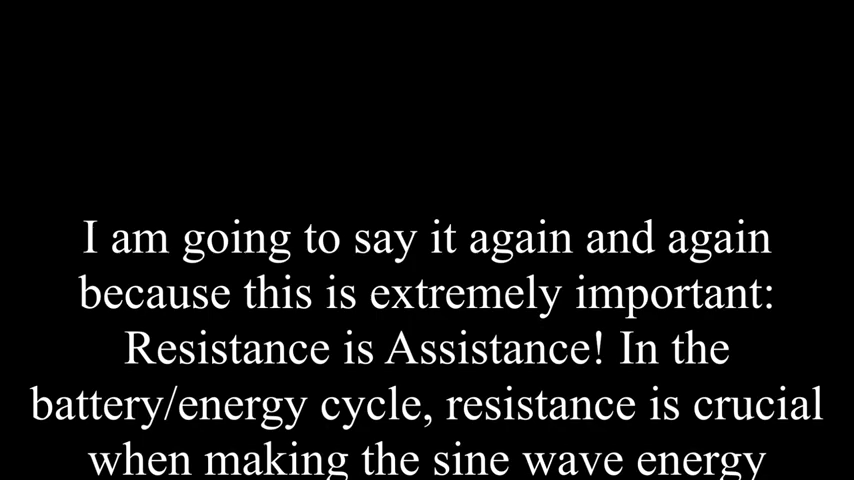 I am going to say it again and again
because this is extremely important:
Resistance is Assistance! In the
battery/energy cycle, resistance is crucial
when making the sine wave energy